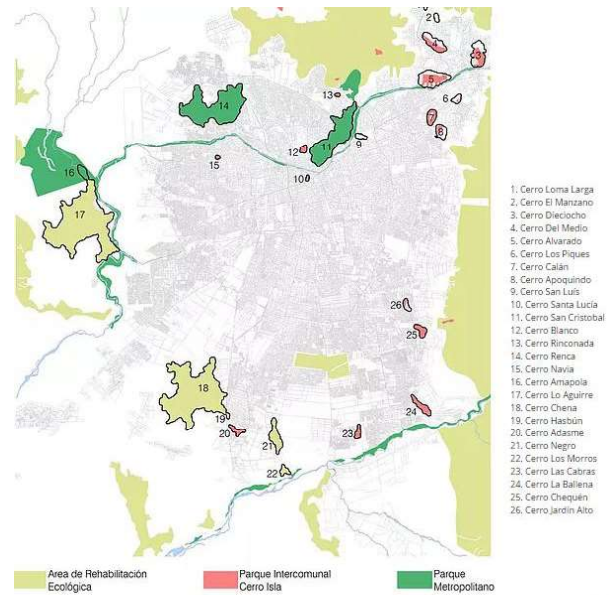 2
4
3
5
6
7
8
13
14
11
9
12
15
10
16
17
26
25
18
24
19
20
21
23
22
1. Cerro Loma Larga
2. Cerro El Manzano
3. Cerro Dieciocho
4. Cerro Del Medio
5. Cerro Alvarado
6. Cerro Los Piques
7. Cerro Calán
8. Cerro Apoquindo
9. Cerro San Luís
10. Cerro Santa Lucía
11. Cerro San Cristobal
12. Cerro Blanco
13. Cerro Rinconada
14. Cerro Renca
15. Cerro Navia
16. Cerro Amapola
17. Cerro Lo Aguirre
18. Cerro Chena
19. Cerro Hasbún
20. Cerro Adasme
21. Cerro Negro
22. Cerro Los Morros
23. Cerro Las Cabras
24. Cerro La Ballena
25. Cerro Chequén
26. Cerro Jardín Alto
Area de Rehabilitación
Ecológica
Parque Intercomunal
Cerro Isla
Parque
Metropolitano